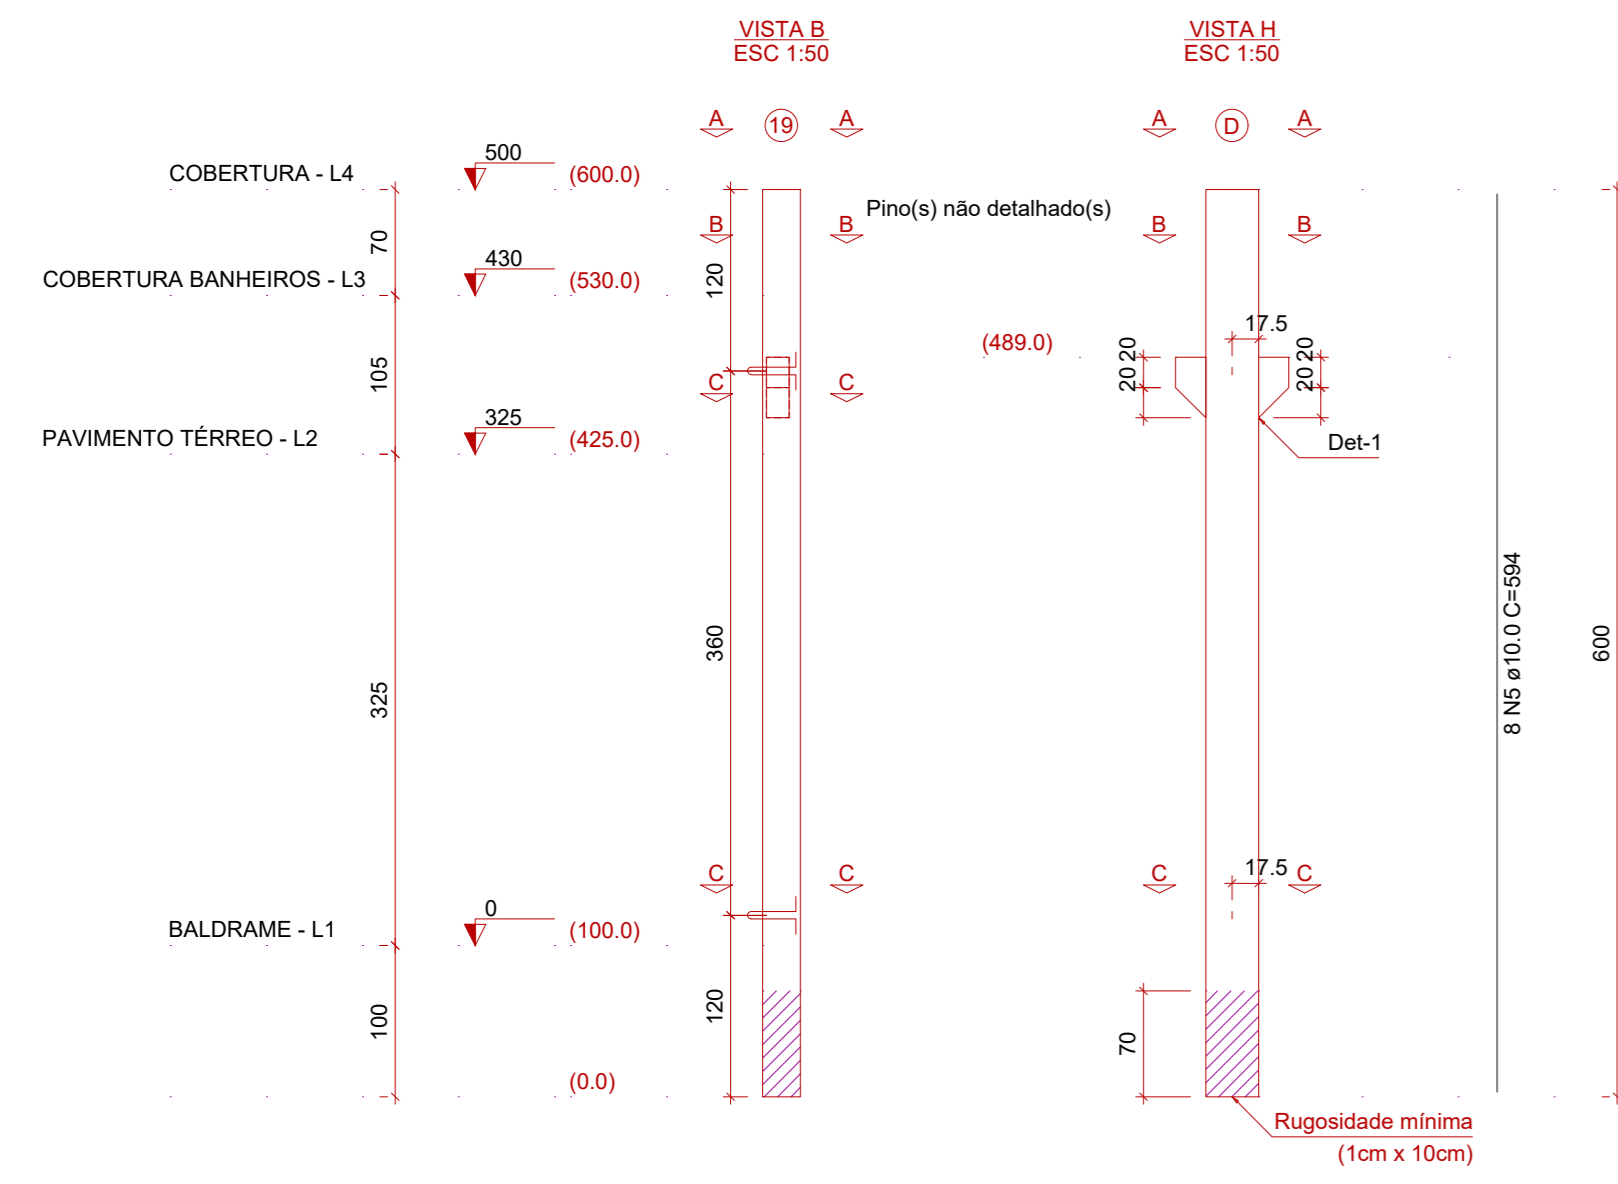 VISTA B
ESC 1:50
VISTA H
ESC 1:50
A
19
A
A
D
A
COBERTURA - L4
500
(600.0)
Pino(s) não detalhado(s)
B
B
B
B
70
120
COBERTURA BANHEIROS - L3
430
(530.0)
(489.0)
17.5
20
20
20
20
105
C
C
PAVIMENTO TÉRREO - L2
325
(425.0)
Det-1
8 N5 ø10.0 C=594
600
360
325
C
C
C
17.5
C
BALDRAME - L1
0
(100.0)
100
120
70
(0.0)
Rugosidade mínima
(1cm x 10cm)